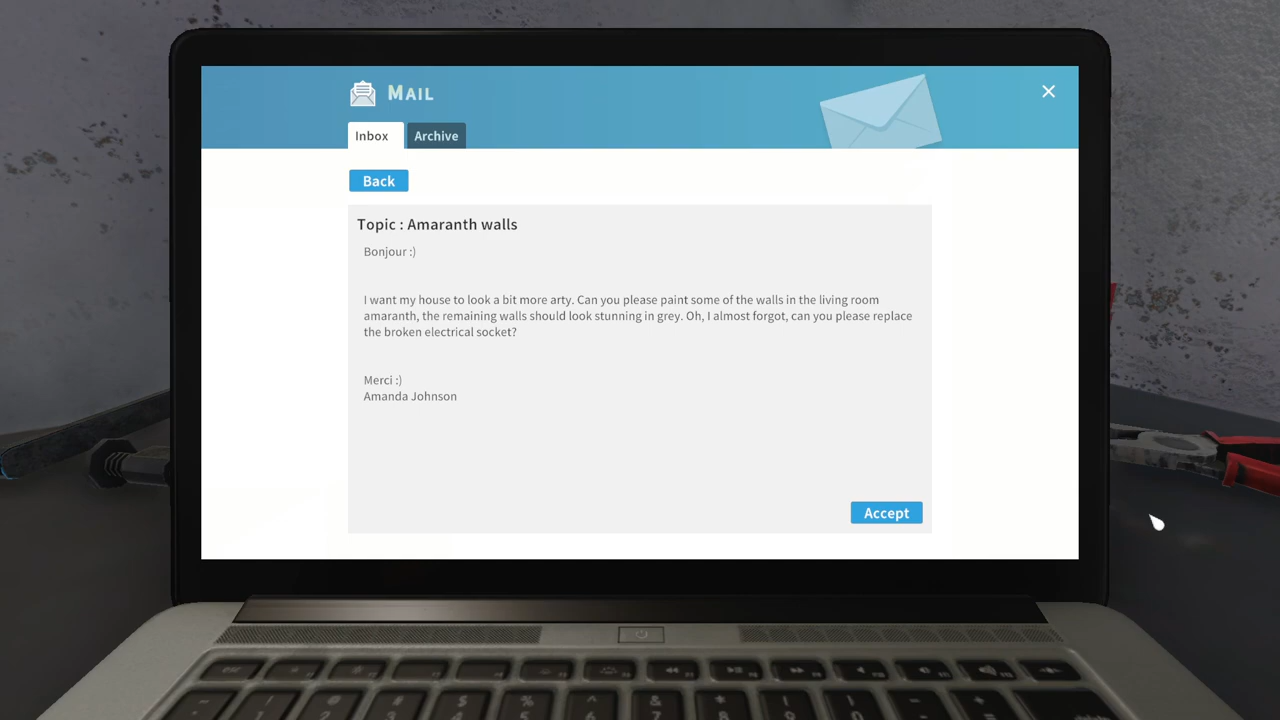 MAIL
Inbox
Archive
Back
Topic : Amaranth walls
Bonjour :)
I want my house to look a bit more arty. Can you please paint some of the walls in the living room
amaranth, the remaining walls should look stunning in grey. Oh, I almost forgot, can you please replace
the broken electrical socket?
Merci :)
Amanda Johnson
Accept
esc